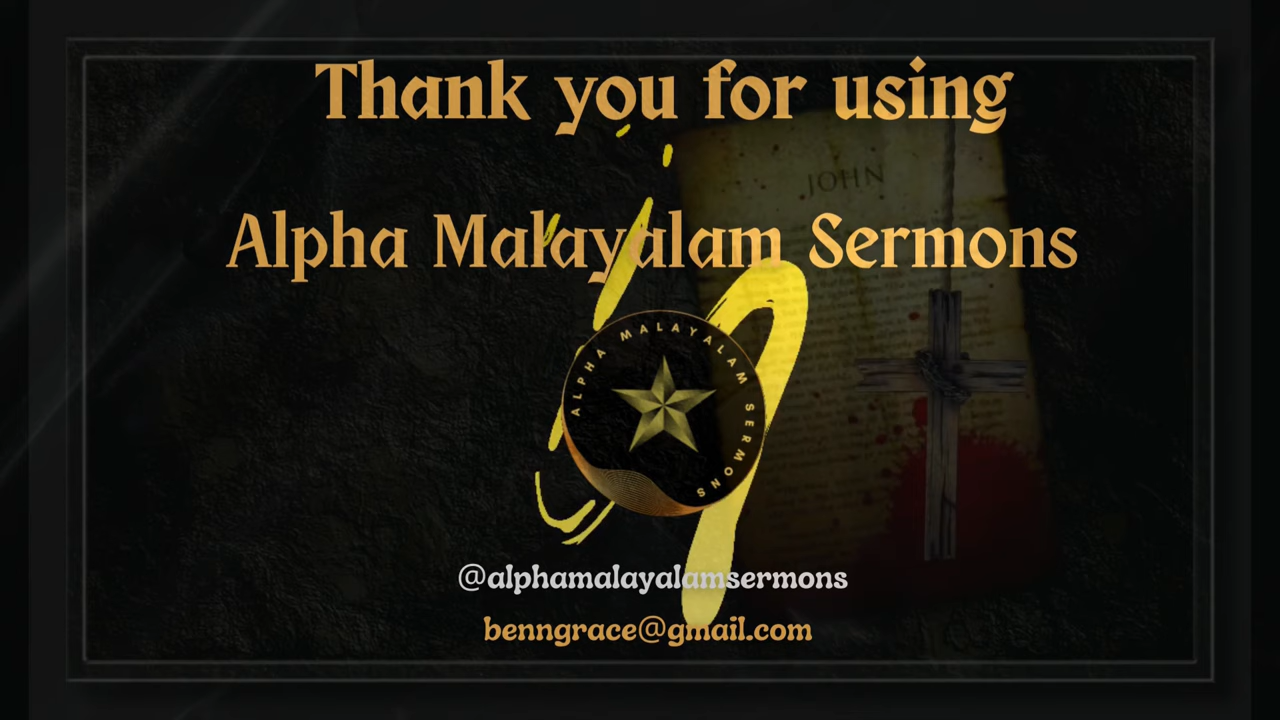 Thank you for using
JOHN
Alpha Malayalam Sermons
ALPHA MALAYALAM SERMONS
@alphamalayalamsermons
benngrace@gmail.com